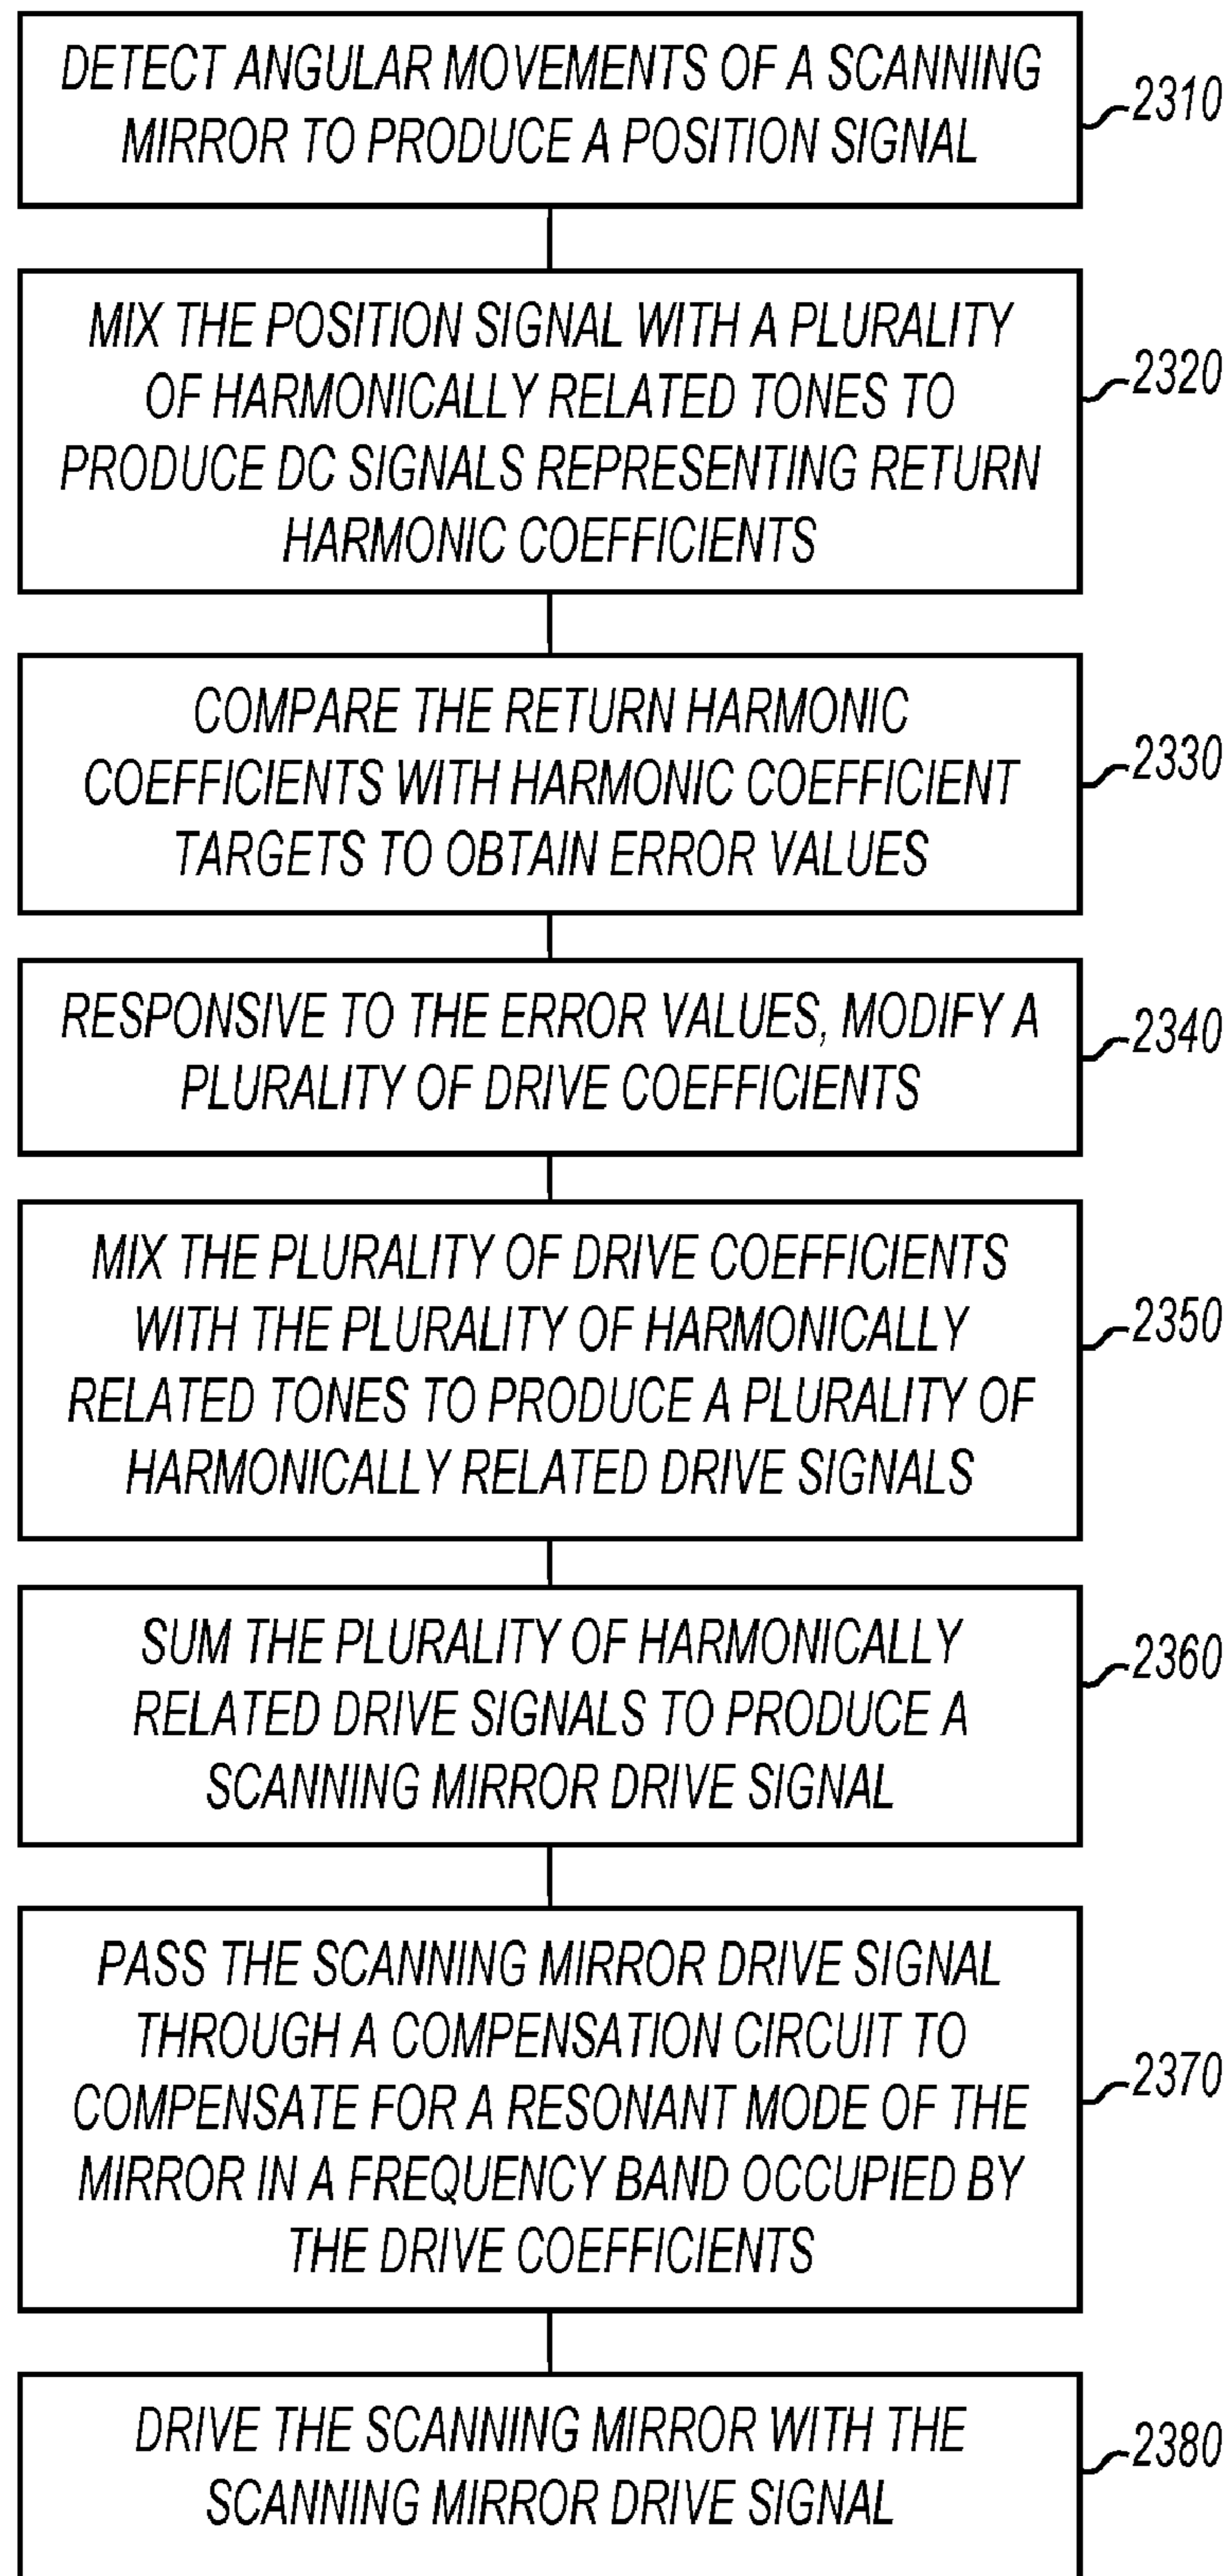 DETECT ANGULAR MOVEMENTS OF A SCANNING
MIRROR TO PRODUCE A POSITION SIGNAL
2310
MIX THE POSITION SIGNAL WITH A PLURALITY
OF HARMONICALLY RELATED TONES TO
PRODUCE DC SIGNALS REPRESENTING RETURN
HARMONIC COEFFICIENTS
2320
COMPARE THE RETURN HARMONIC
COEFFICIENTS WITH HARMONIC COEFFICIENT
TARGETS TO OBTAIN ERROR VALUES
2330
RESPONSIVE TO THE ERROR VALUES, MODIFY A
PLURALITY OF DRIVE COEFFICIENTS
2340
MIX THE PLURALITY OF DRIVE COEFFICIENTS
WITH THE PLURALITY OF HARMONICALLY
RELATED TONES TO PRODUCE A PLURALITY OF
HARMONICALLY RELATED DRIVE SIGNALS
2350
SUM THE PLURALITY OF HARMONICALLY
RELATED DRIVE SIGNALS TO PRODUCE A
SCANNING MIRROR DRIVE SIGNAL
2360
PASS THE SCANNING MIRROR DRIVE SIGNAL
THROUGH A COMPENSATION CIRCUIT TO
COMPENSATE FOR A RESONANT MODE OF THE
MIRROR IN A FREQUENCY BAND OCCUPIED BY
THE DRIVE COEFFICIENTS
2370
DRIVE THE SCANNING MIRROR WITH THE
SCANNING MIRROR DRIVE SIGNAL
2380